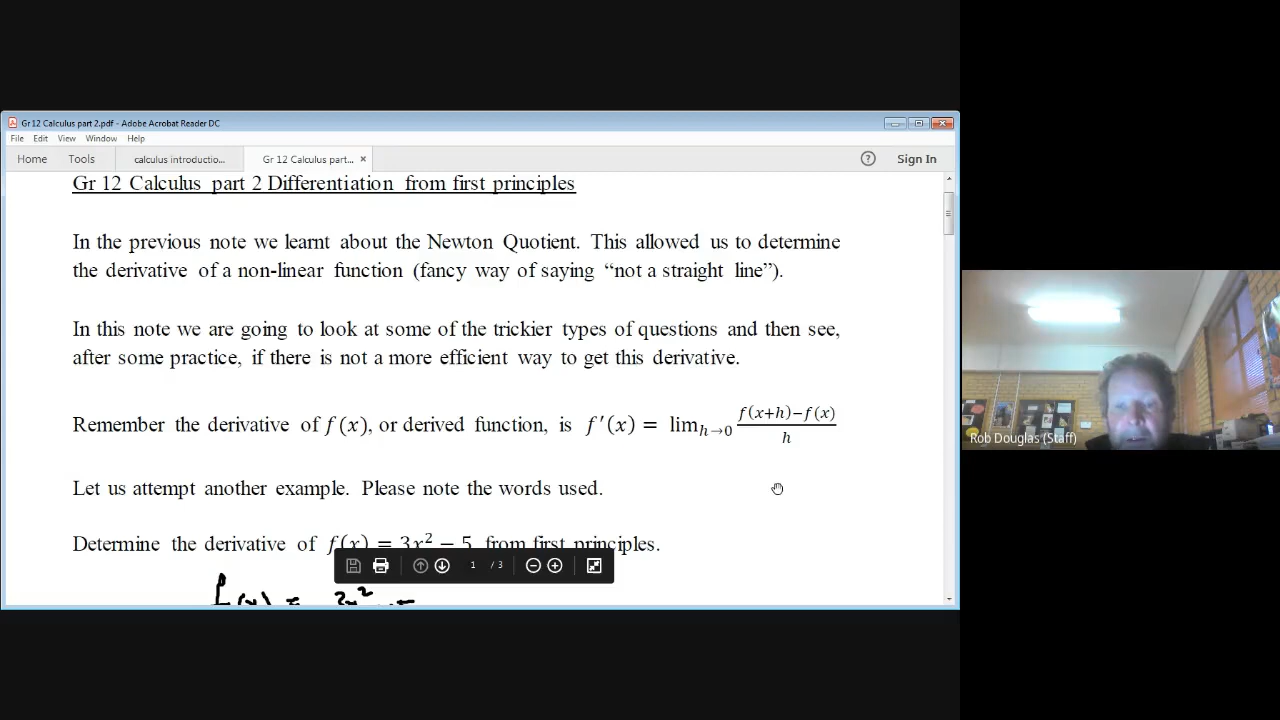 Gr 12 Calculus part 2.pdf - Adobe Acrobat Reader DC
File Edit View Window Help
Home Tools calculus introductio... Gr 12 Calculus part... × ? Sign In
Gr 12 Calculus part 2 Differentiation from first principles
In the previous note we learnt about the Newton Quotient. This allowed us to determine
the derivative of a non-linear function (fancy way of saying “not a straight line”).
In this note we are going to look at some of the trickier types of questions and then see,
after some practice, if there is not a more efficient way to get this derivative.
Remember the derivative of f(x), or derived function, is f′(x) = lim_{h→0} \frac{f(x+h)−f(x)}{h}
Let us attempt another example. Please note the words used.
Determine the derivative of f(x) = 3x² − 5 from first principles.
1 / 3
f(x) = 3x²
Rob Douglas (Staff)